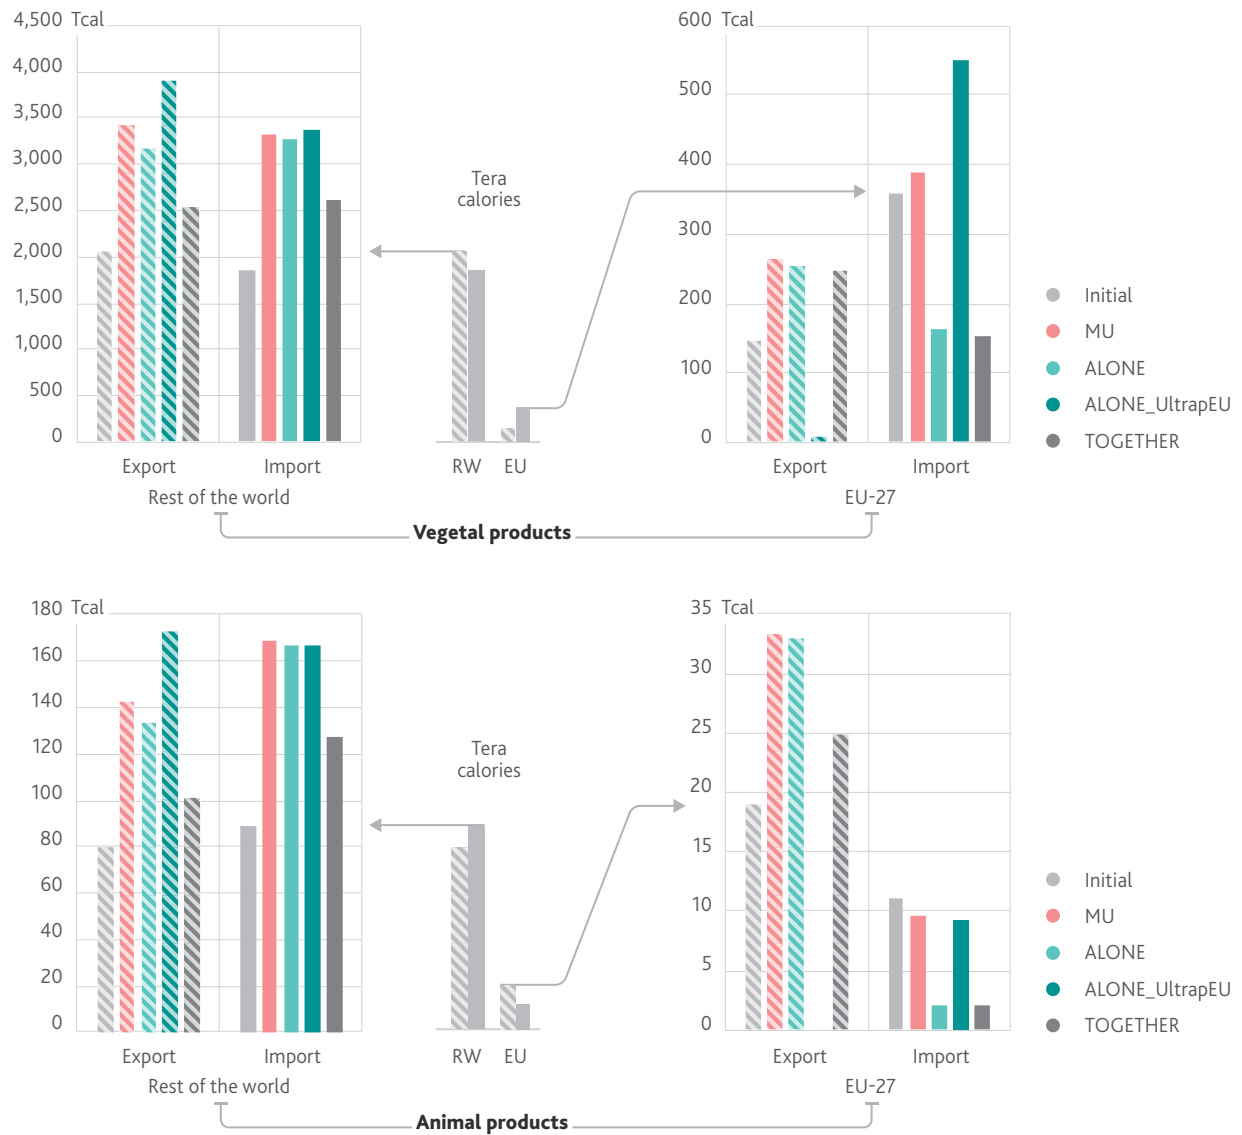 4,500 Tcal
4,000
3,500
3,000
2,500
2,000
1,500
1,000
500
0
Export
Import
Rest of the world
Tera
calories
RW
EU
600 Tcal
500
400
300
200
100
0
Export
Import
EU-27
Initial
MU
ALONE
ALONE_UltrapEU
TOGETHER
Vegetal products
180 Tcal
160
140
120
100
80
60
40
20
0
Export
Import
Rest of the world
Tera
calories
RW
EU
35 Tcal
30
25
20
15
10
5
0
Export
Import
EU-27
Initial
MU
ALONE
ALONE_UltrapEU
TOGETHER
Animal products